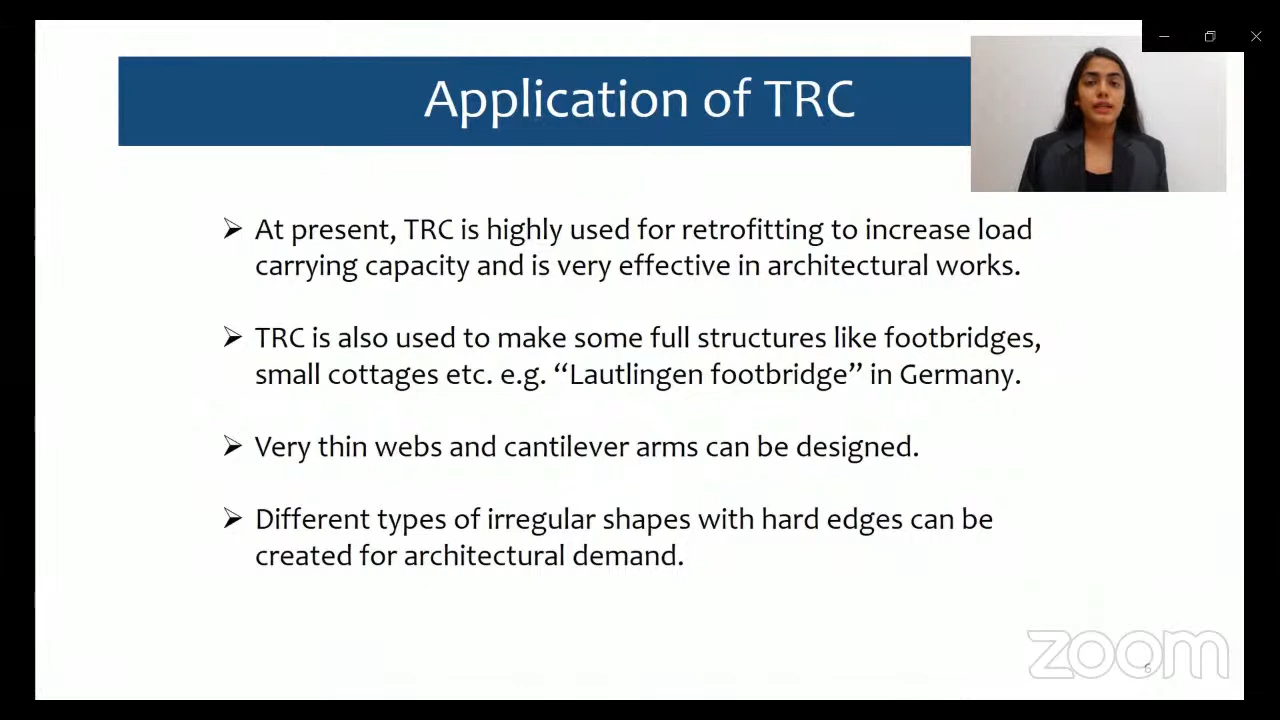 Application of TRC
➢ At present, TRC is highly used for retrofitting to increase load
carrying capacity and is very effective in architectural works.
➢ TRC is also used to make some full structures like footbridges,
small cottages etc. e.g. “Lautlingen footbridge” in Germany.
➢ Very thin webs and cantilever arms can be designed.
➢ Different types of irregular shapes with hard edges can be
created for architectural demand.
zoom
6